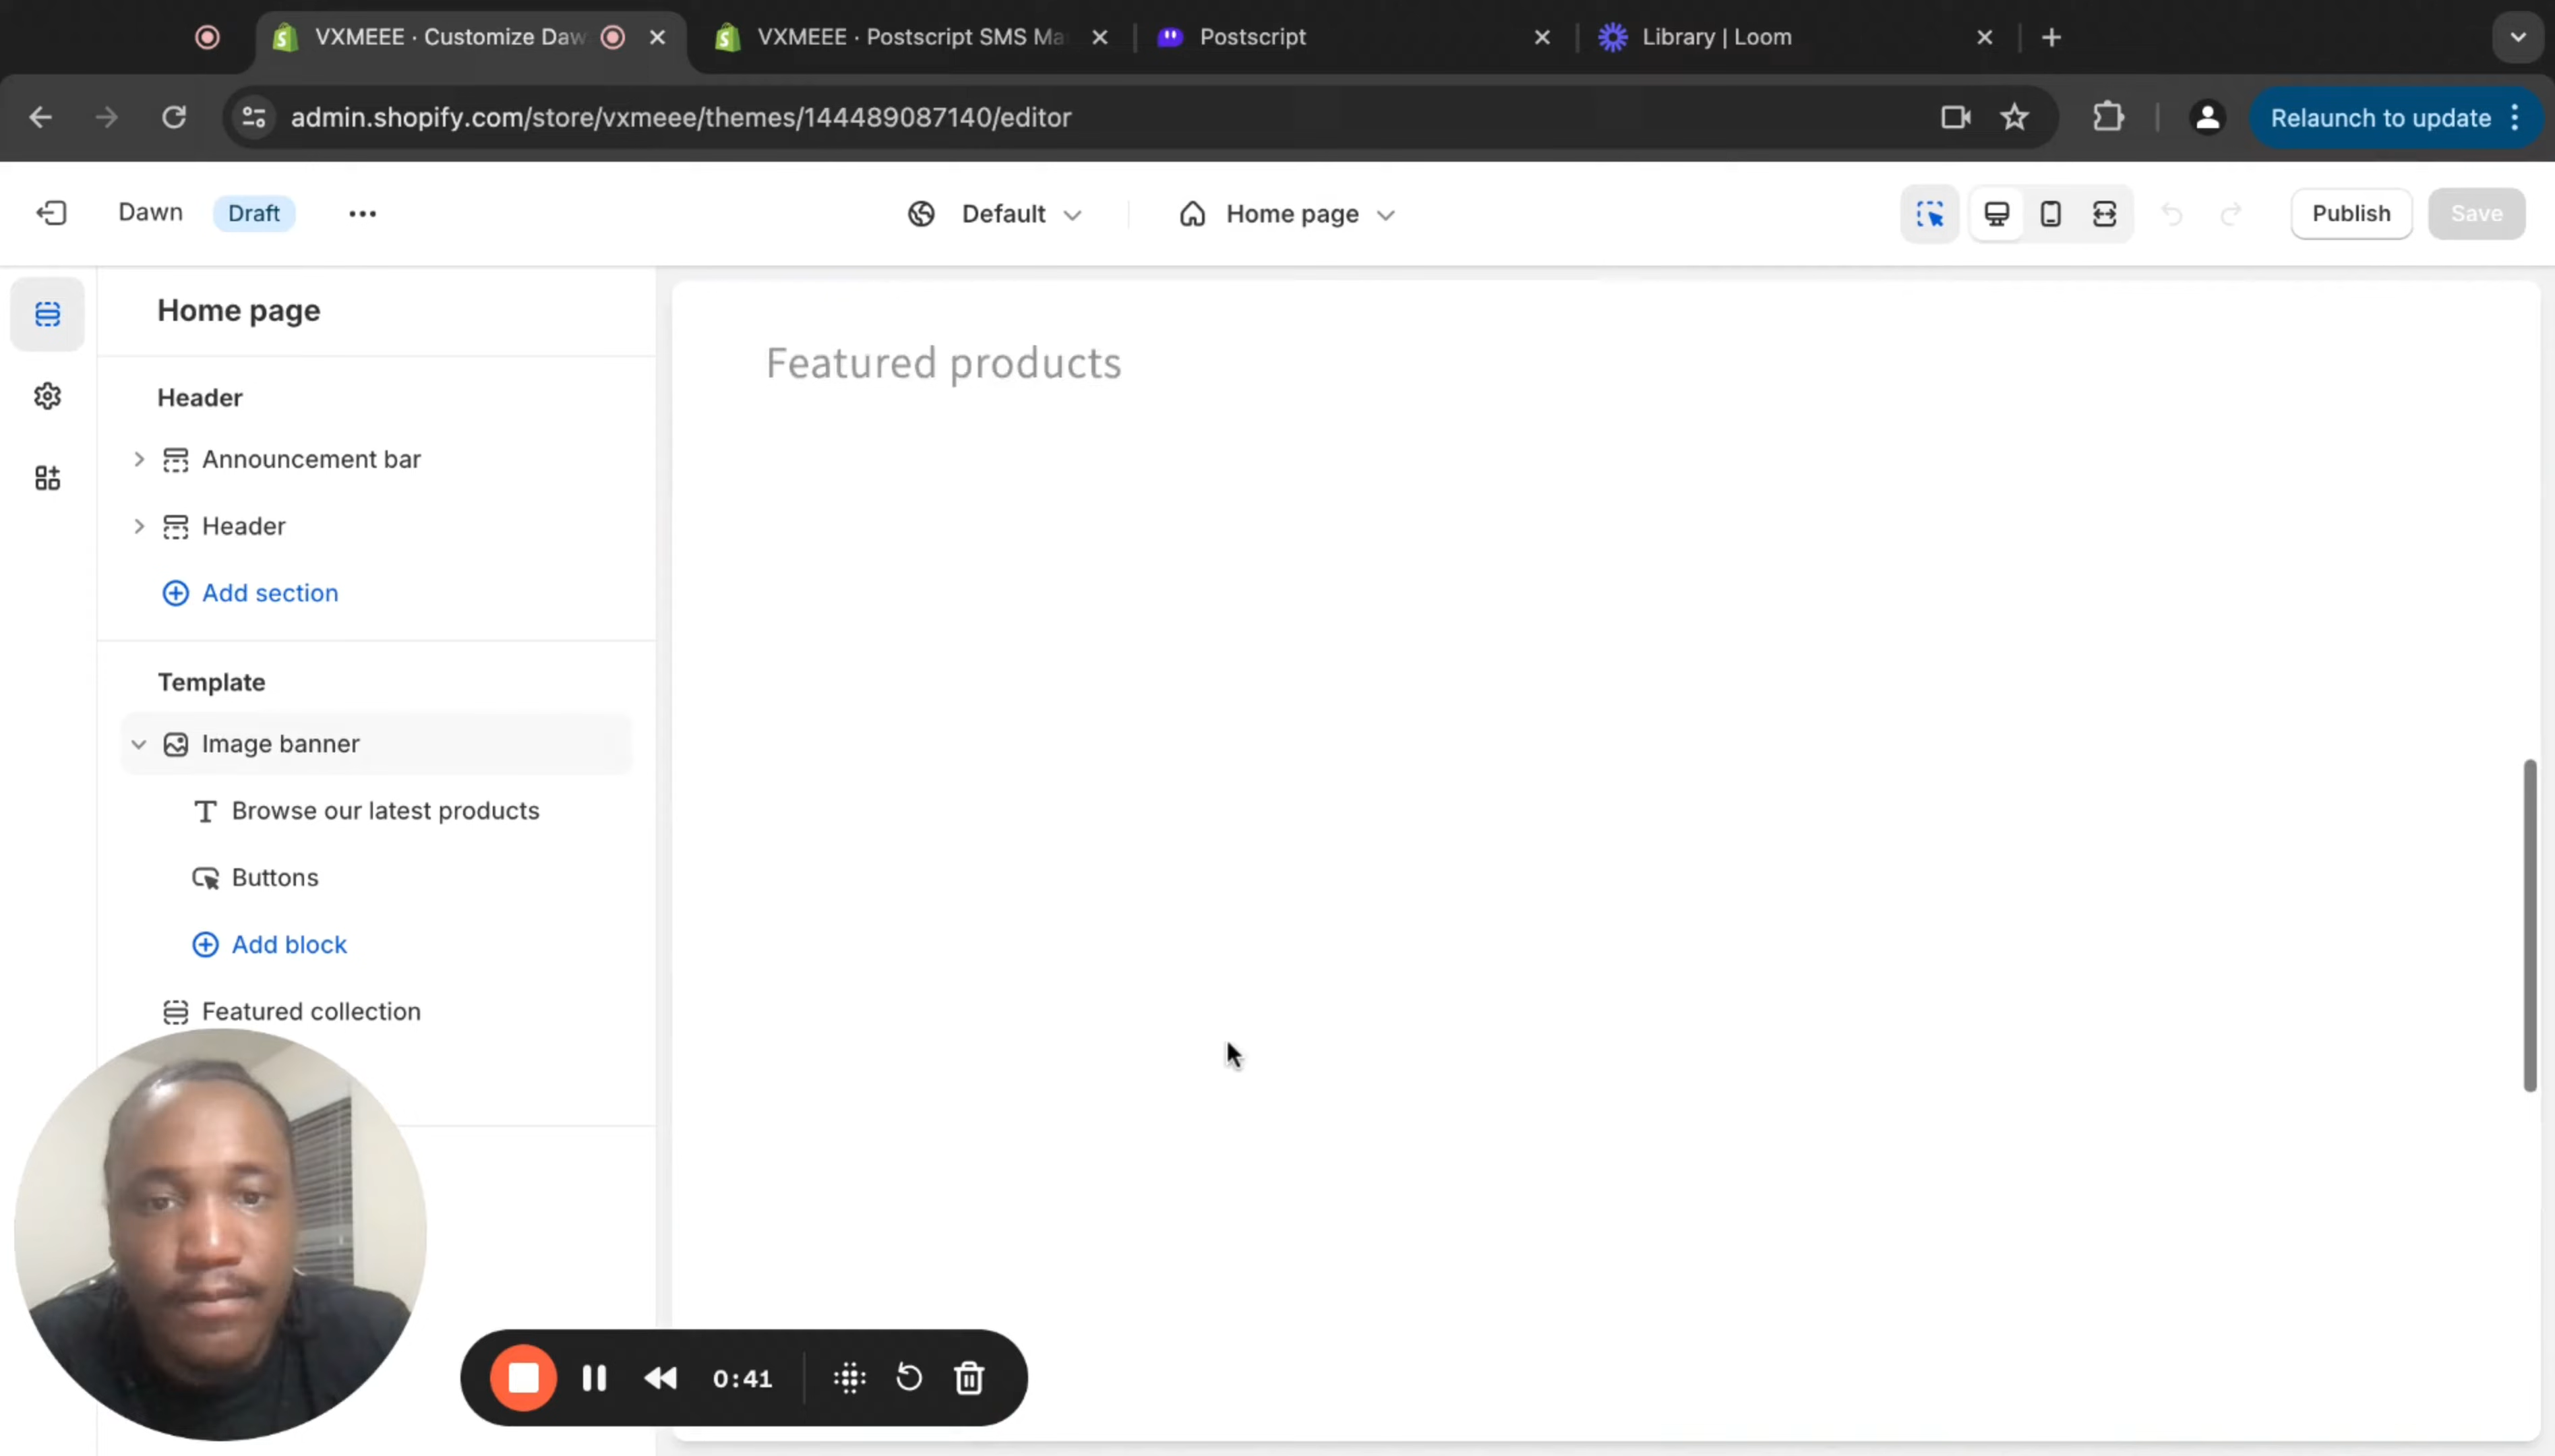 VXMEEE · Customize Daw
VXMEEE · Postscript SMS Ma
Postscript
Library | Loom
admin.shopify.com/store/vxmeee/themes/144489087140/editor
Relaunch to update
Dawn
Draft
Default
Home page
Publish
Save
Home page
Header
Announcement bar
Header
Add section
Template
Image banner
Browse our latest products
Buttons
Add block
Featured collection
Featured products
0:41